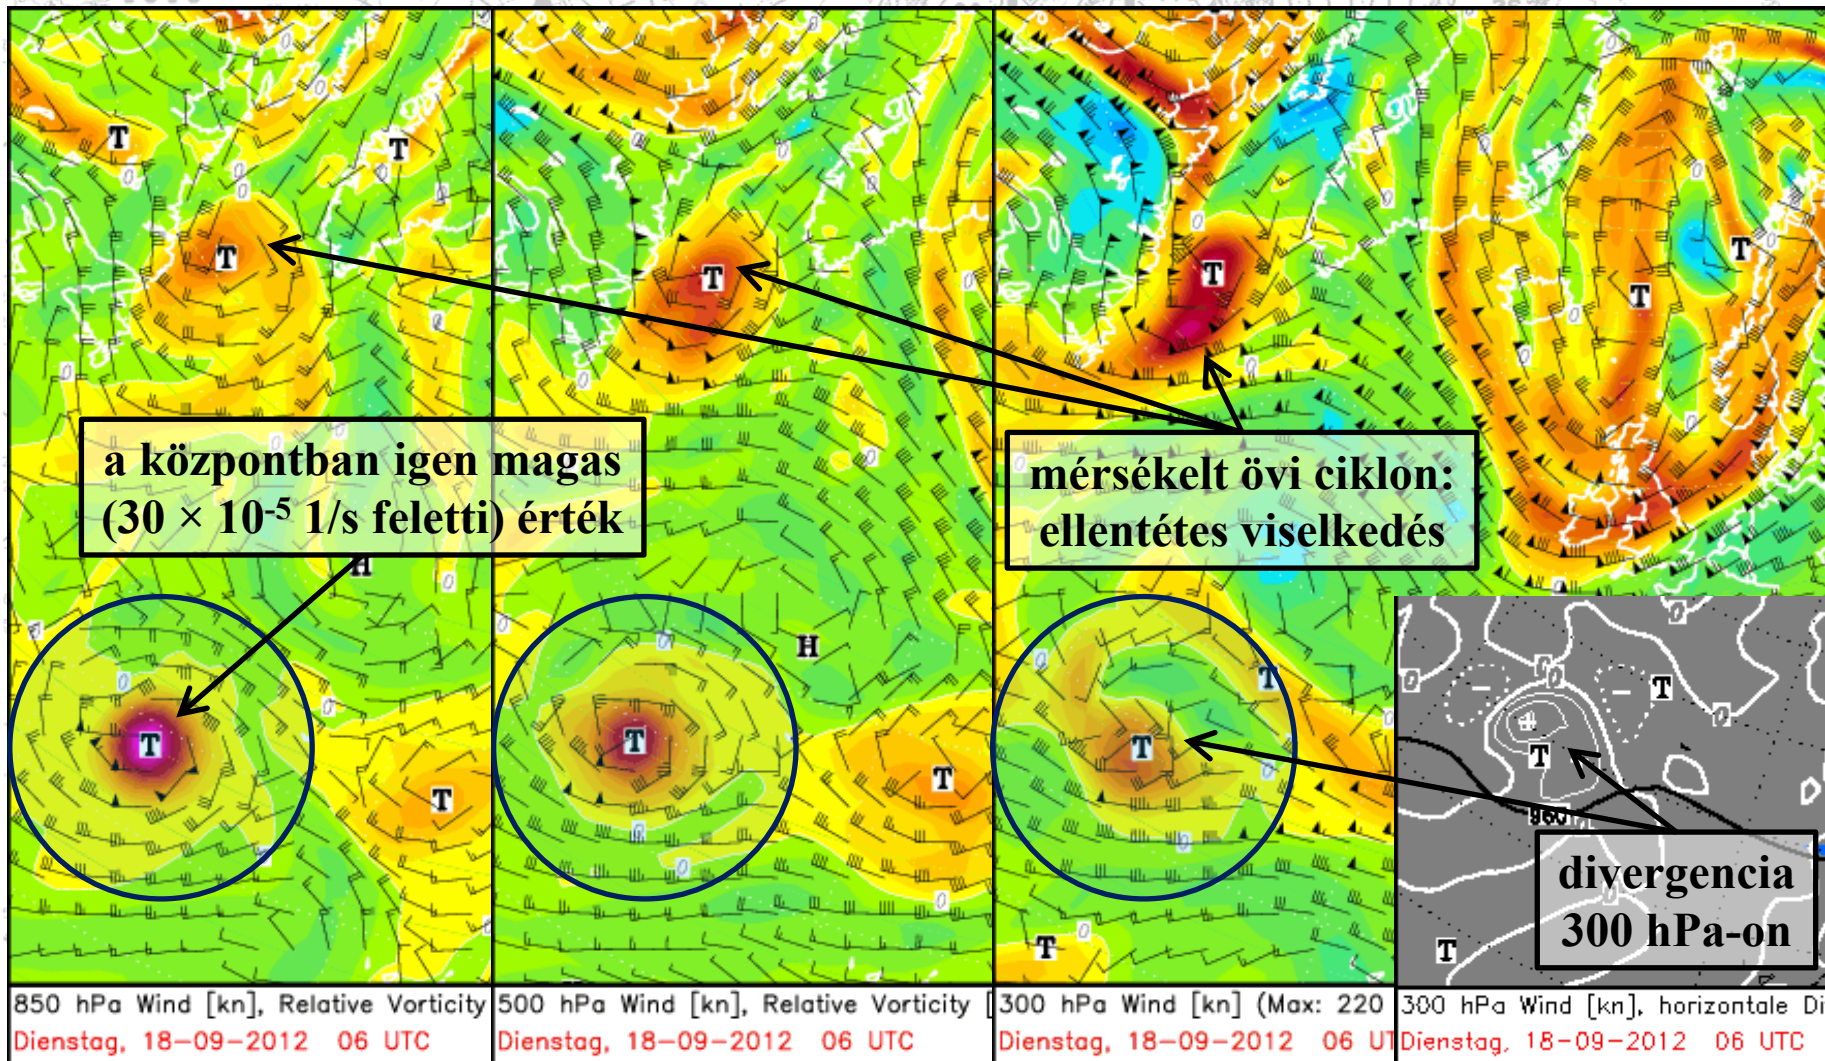 T
T
T
T
T
T
T
a központban igen magas
(30 × 10⁻⁵ 1/s feletti) érték
mérsékelt övi ciklon:
ellentétes viselkedés
H
H
T
T
T
T
T
T
T
T
960
divergencia
300 hPa-on
T
T
850 hPa Wind [kn], Relative Vorticity
500 hPa Wind [kn], Relative Vorticity [
300 hPa Wind [kn] (Max: 220
300 hPa Wind [kn], horizontale Di
Dienstag, 18-09-2012 06 UTC
Dienstag, 18-09-2012 06 UTC
Dienstag, 18-09-2012 06 UT
Dienstag, 18-09-2012 06 UTC